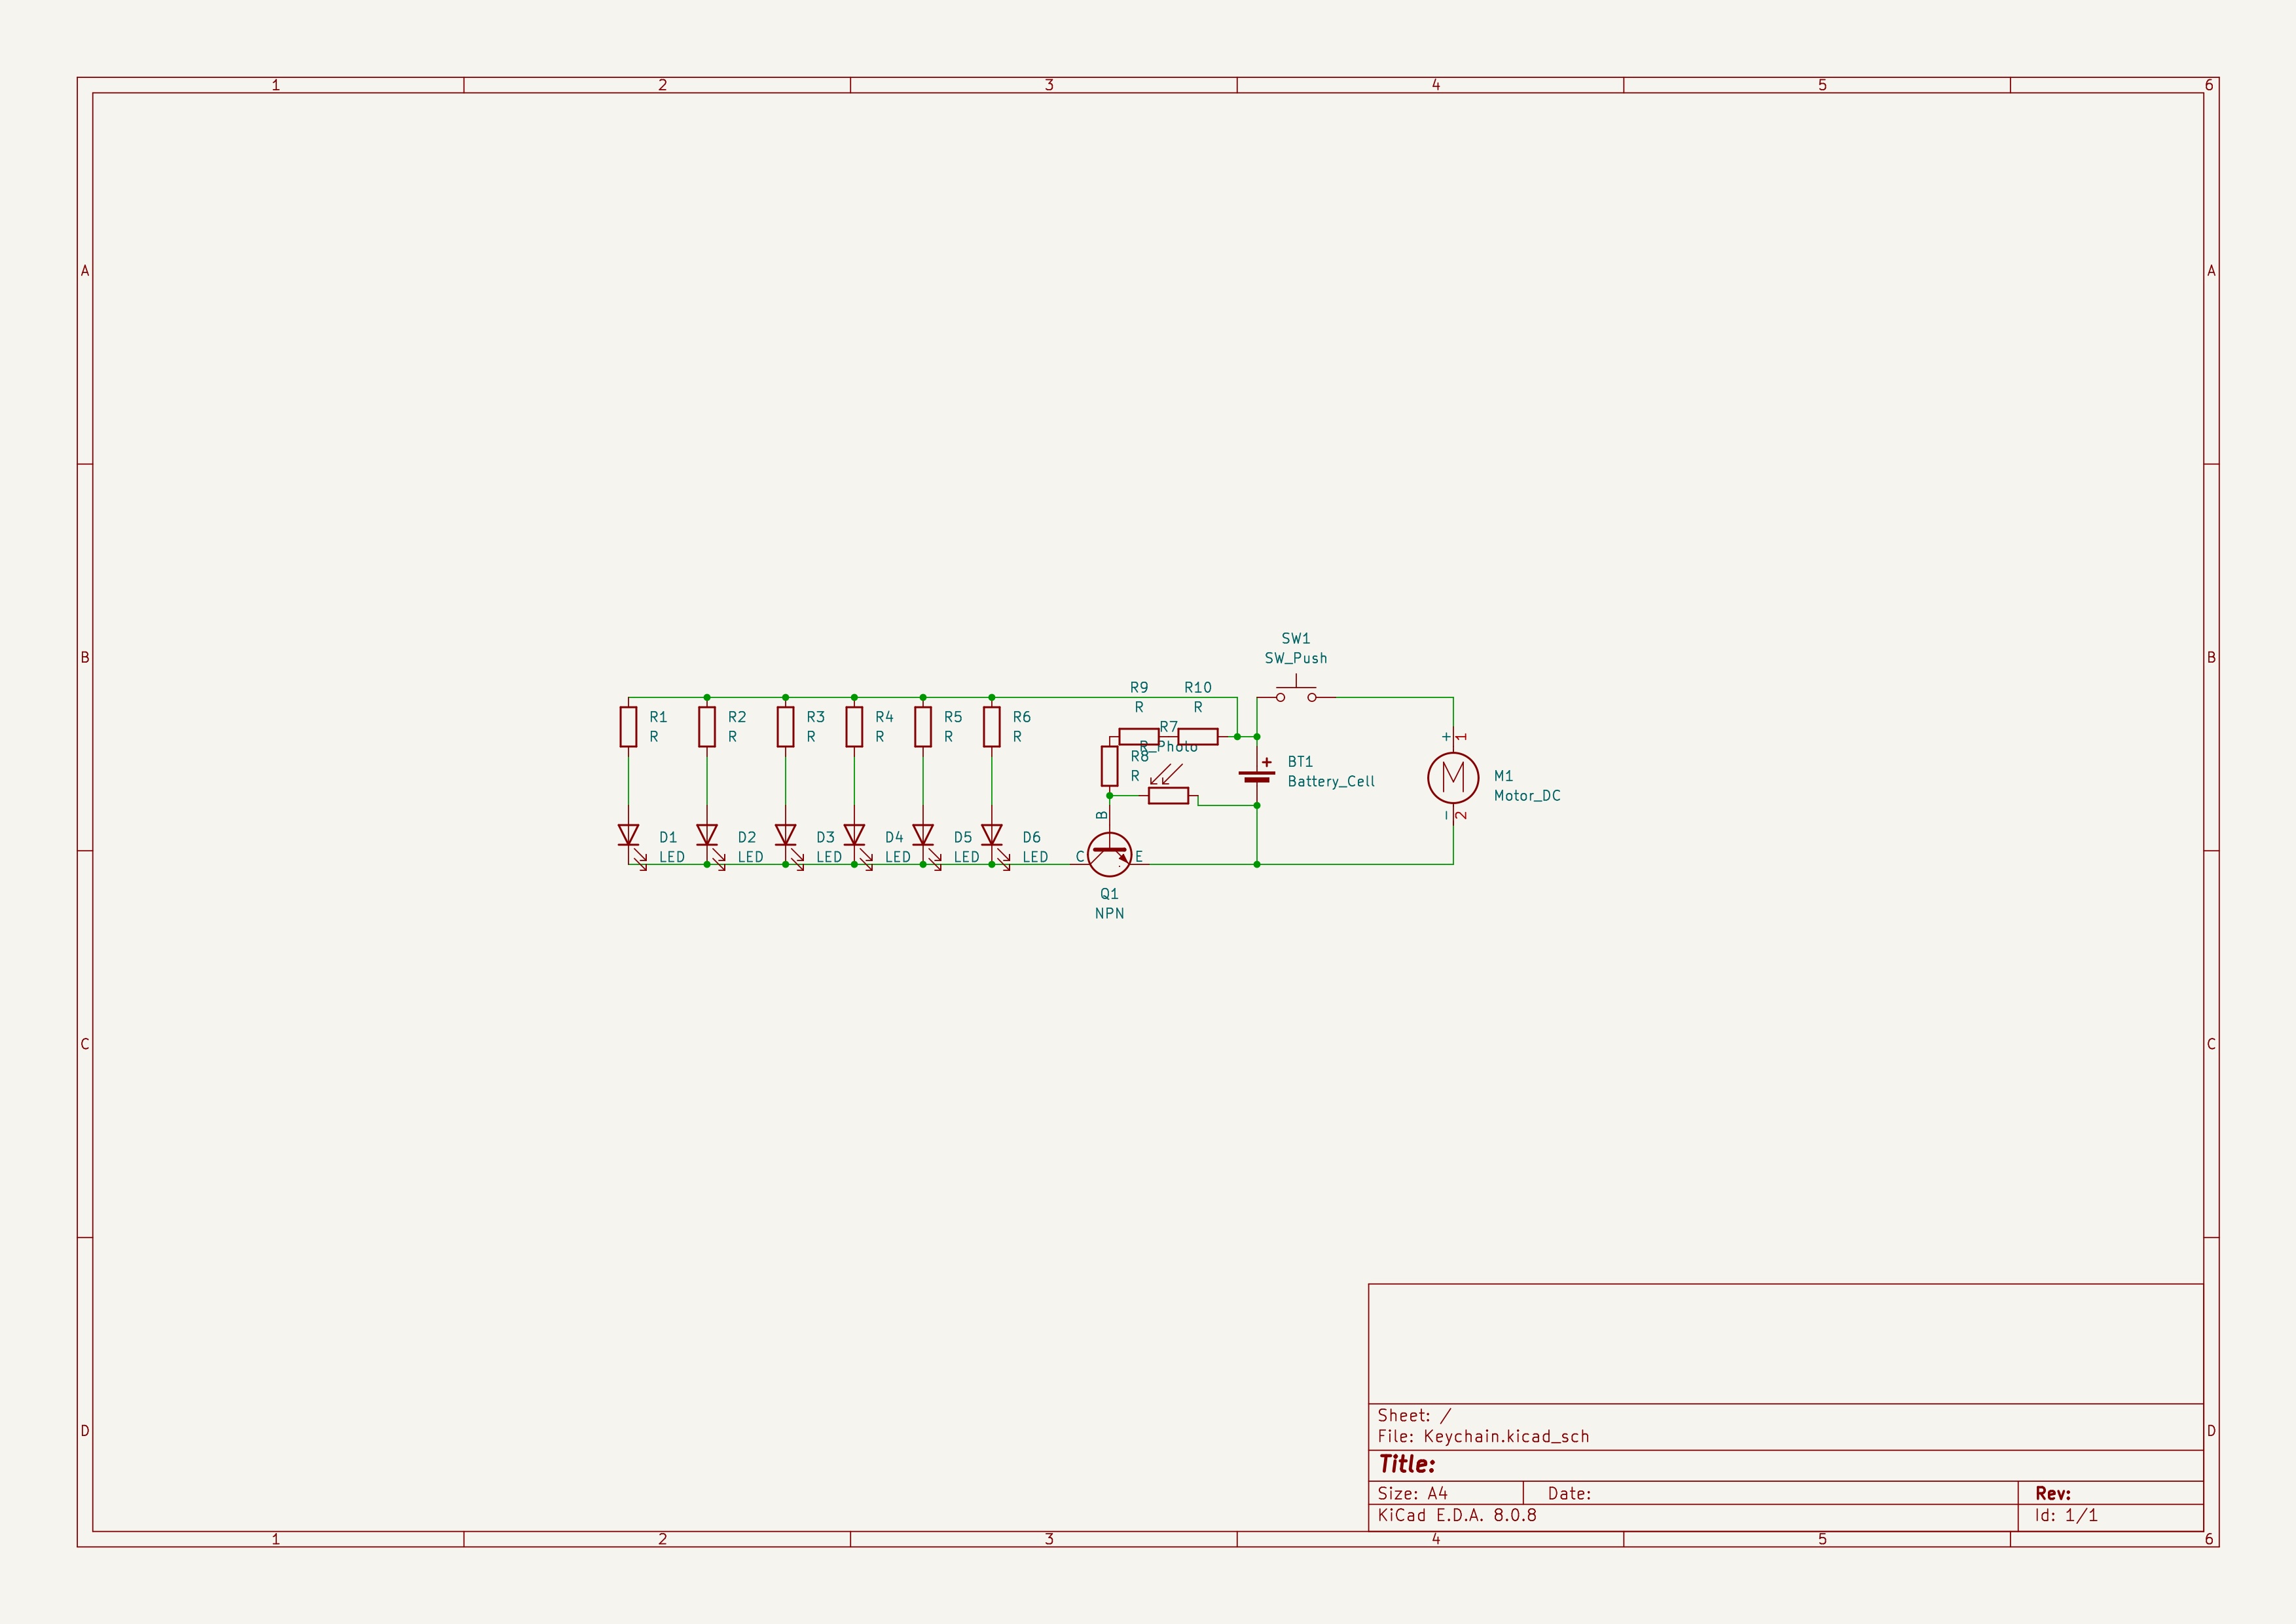 1 2 3 4 5 6
A A
B B
C C
D D
SW1
SW_Push
R9 R10
R R
R1 R2 R3 R4 R5 R6
R R R R R R
R7
R_Photo
R8
R
+ 1
BT1
Battery_Cell
+
M
M1
Motor_DC
- 2
B
D1 D2 D3 D4 D5 D6
LED LED LED LED LED LED
C E
Q1
NPN
Sheet: /
File: Keychain.kicad_sch
Title:
Size: A4 Date: Rev:
KiCad E.D.A. 8.0.8 Id: 1/1
1 2 3 4 5 6